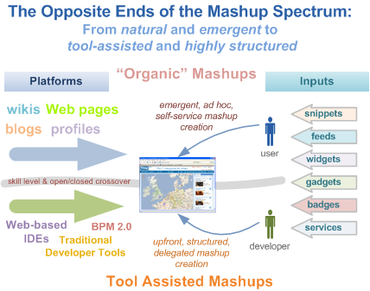 The Opposite Ends of the Mashup Spectrum:
From natural and emergent to
tool-assisted and highly structured
Platforms
"Organic" Mashups
Inputs
wikis Web pages
blogs profiles
emergent, ad hoc,
self-service mashup
creation
user
snippets
feeds
widgets
gadgets
badges
services
skill level & open/closed crossover
Web-based
IDEs
BPM 2.0
Traditional
Developer Tools
upfront, structured,
delegated mashup
creation
developer
Tool Assisted Mashups